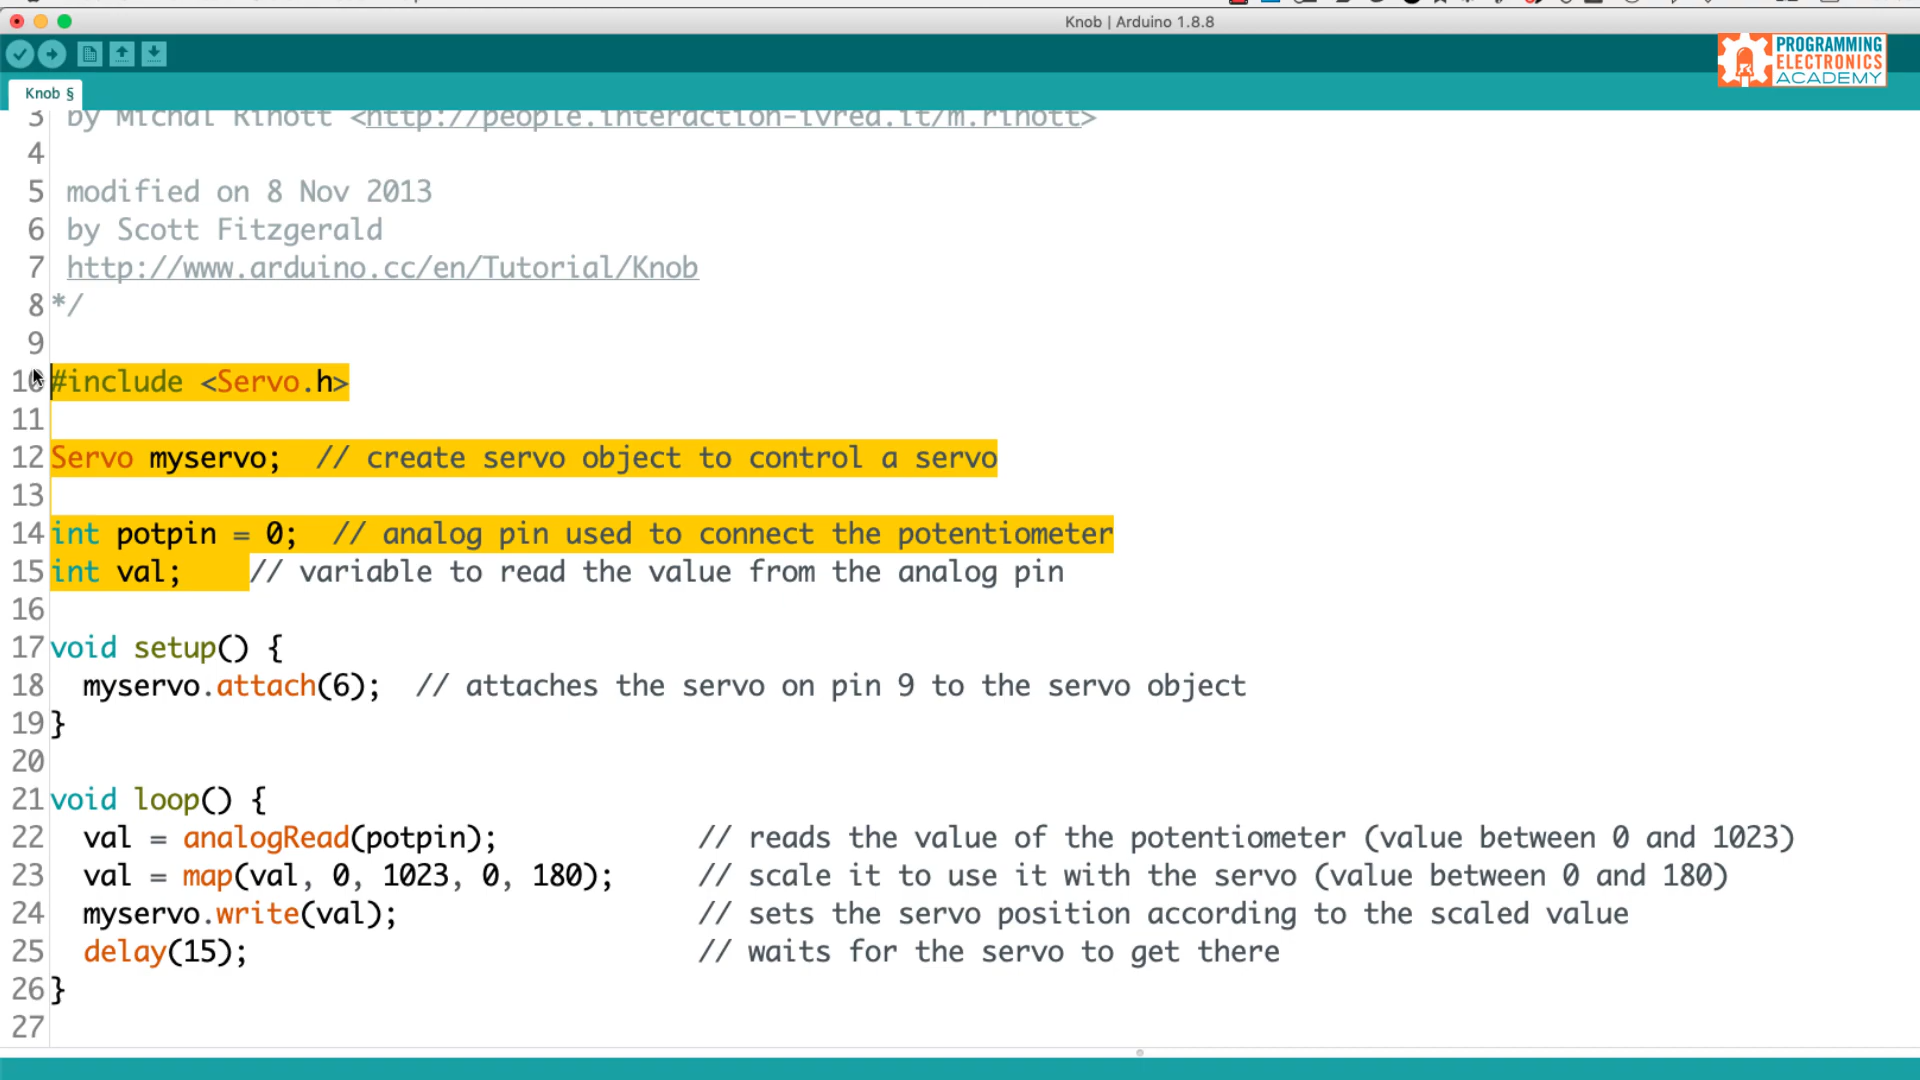 Knob | Arduino 1.8.8
PROGRAMMING
ELECTRONICS
ACADEMY
Knob §
3 by Michal Rinott <http://people.interaction-ivrea.it/m.rinott>
4
5 modified on 8 Nov 2013
6 by Scott Fitzgerald
7 http://www.arduino.cc/en/Tutorial/Knob
8 */
9
10 #include <Servo.h>
11
12 Servo myservo;  // create servo object to control a servo
13
14 int potpin = 0;  // analog pin used to connect the potentiometer
15 int val;    // variable to read the value from the analog pin
16
17 void setup() {
18   myservo.attach(6);  // attaches the servo on pin 9 to the servo object
19 }
20
21 void loop() {
22   val = analogRead(potpin);            // reads the value of the potentiometer (value between 0 and 1023)
23   val = map(val, 0, 1023, 0, 180);     // scale it to use it with the servo (value between 0 and 180)
24   myservo.write(val);                  // sets the servo position according to the scaled value
25   delay(15);                           // waits for the servo to get there
26 }
27